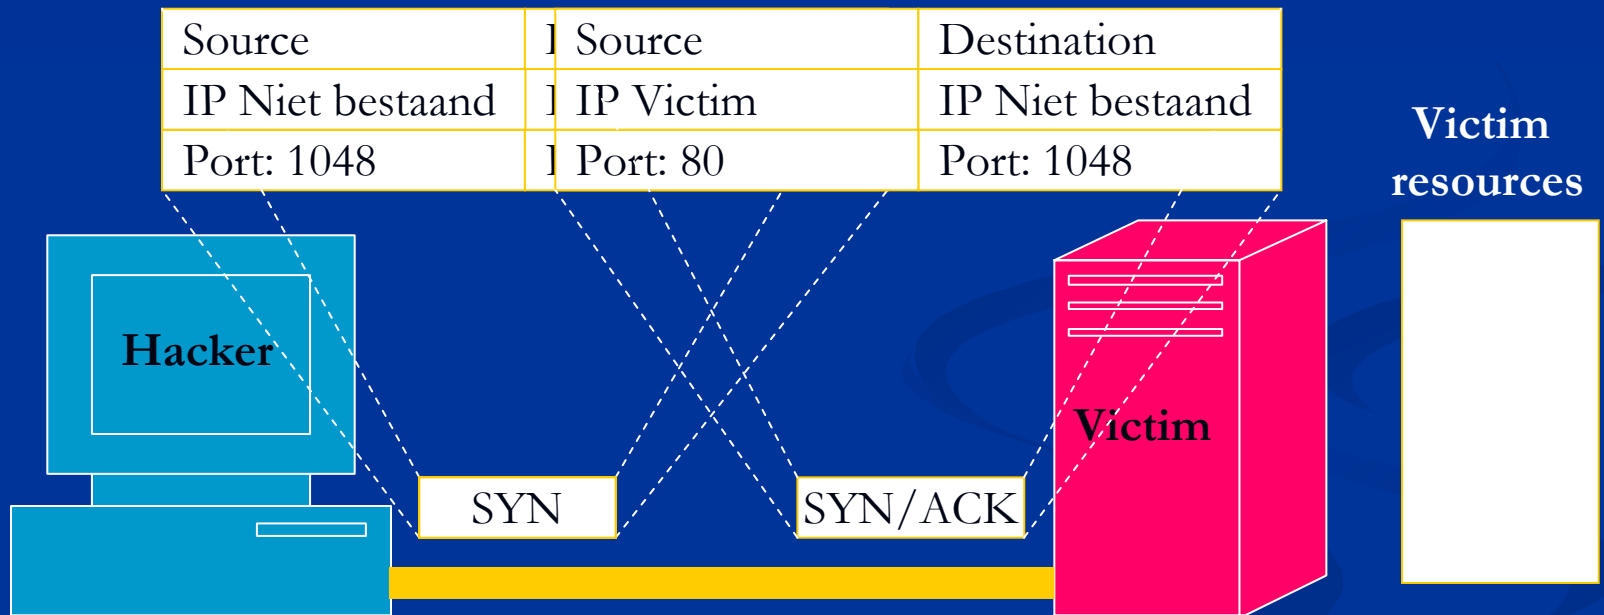 Source
Source Destination
IP Niet bestaand
IP Victim IP Niet bestaand
Port: 1048
Port: 80 Port: 1048
Victim
resources
Hacker
Victim
SYN
SYN/ACK